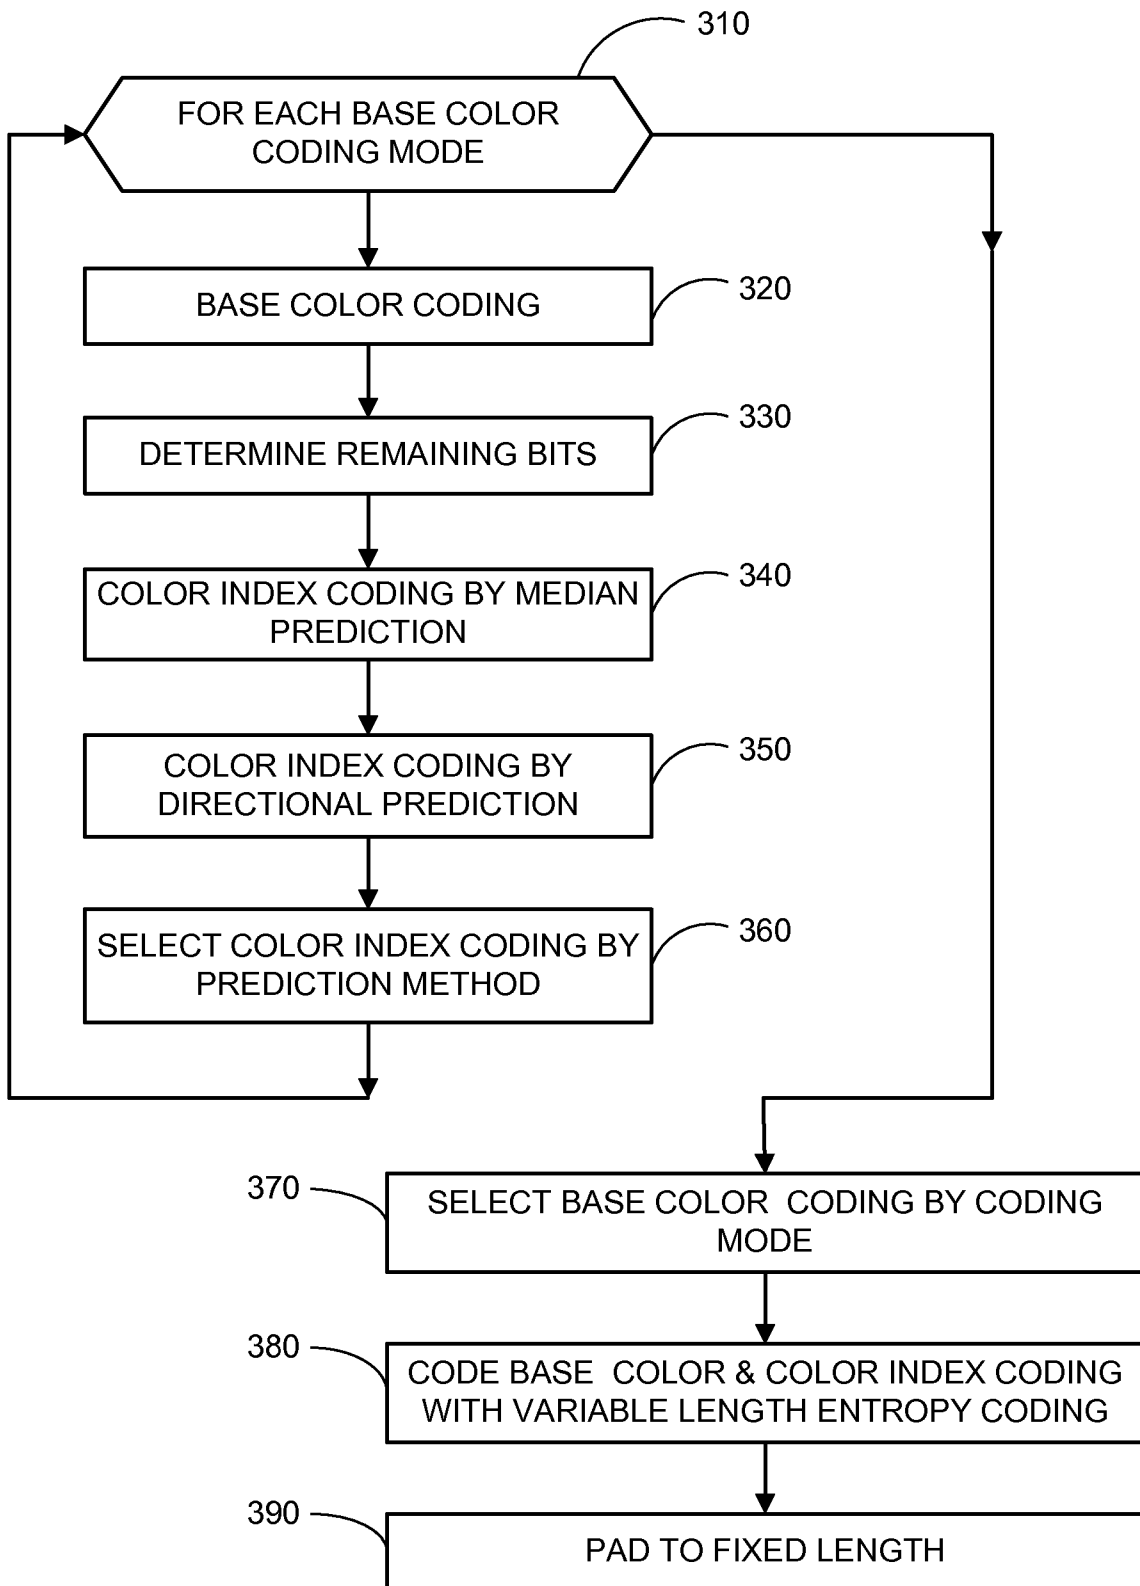 310
FOR EACH BASE COLOR
CODING MODE
BASE COLOR CODING
320
DETERMINE REMAINING BITS
330
COLOR INDEX CODING BY MEDIAN
PREDICTION
340
COLOR INDEX CODING BY
DIRECTIONAL PREDICTION
350
SELECT COLOR INDEX CODING BY
PREDICTION METHOD
360
370
SELECT BASE COLOR CODING BY CODING
MODE
380
CODE BASE COLOR & COLOR INDEX CODING
WITH VARIABLE LENGTH ENTROPY CODING
390
PAD TO FIXED LENGTH